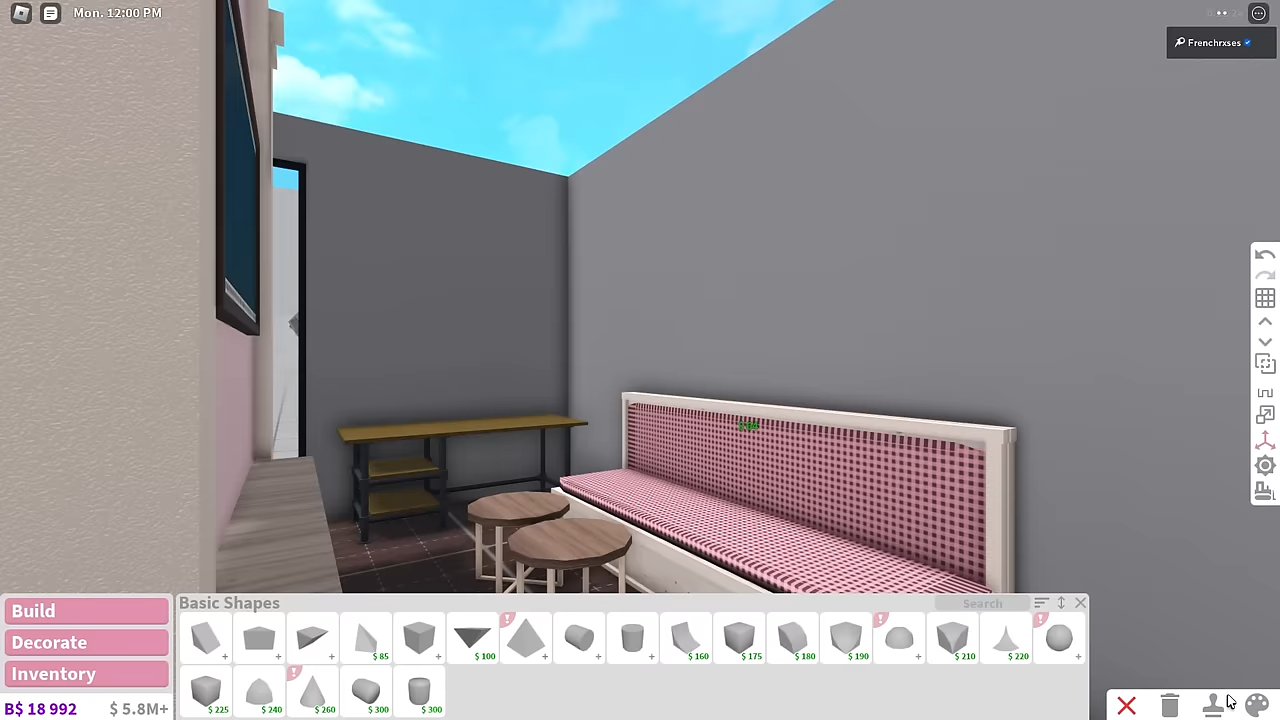 Mon. 12:00 PM
Frenchrxses
Basic Shapes
Search
Build
Decorate
Inventory
B$ 18 992
$ 5.8M+
$ 85
$ 100
$ 160
$ 175
$ 180
$ 190
$ 210
$ 220
$ 225
$ 240
$ 260
$ 300
$ 300